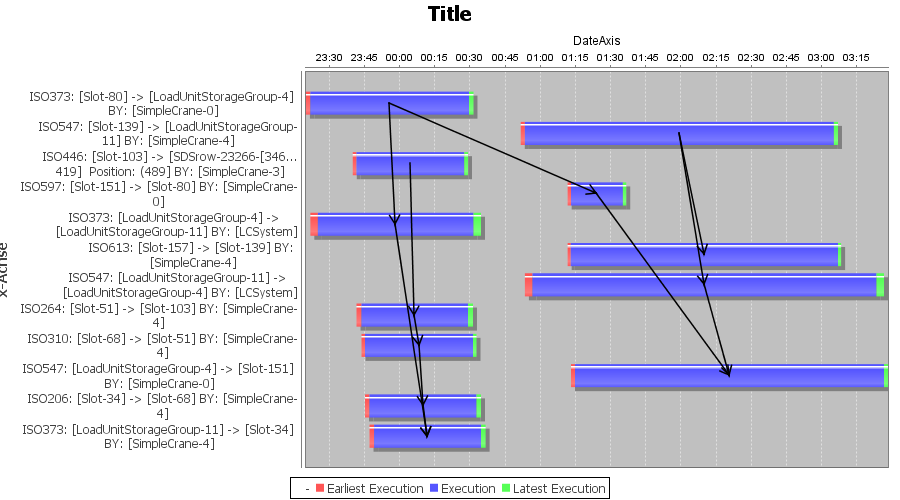 Title
DateAxis
23:30 23:45 00:00 00:15 00:30 00:45 01:00 01:15 01:30 01:45 02:00 02:15 02:30 02:45 03:00 03:15
ISO373: [Slot-80] -> [LoadUnitStorageGroup-4]
BY: [SimpleCrane-0]
ISO547: [Slot-139] -> [LoadUnitStorageGroup-
11] BY: [SimpleCrane-4]
ISO446: [Slot-103] -> [SDSrow-23266-[346...
419] Position: (489] BY: [SimpleCrane-3]
ISO597: [Slot-151] -> [Slot-80] BY: [SimpleCrane-
0]
ISO373: [LoadUnitStorageGroup-4] ->
[LoadUnitStorageGroup-11] BY: [LCSystem]
ISO613: [Slot-157] -> [Slot-139] BY:
[SimpleCrane-4]
ISO547: [LoadUnitStorageGroup-11] ->
[LoadUnitStorageGroup-4] BY: [LCSystem]
ISO264: [Slot-51] -> [Slot-103] BY: [SimpleCrane-
4]
ISO310: [Slot-68] -> [Slot-51] BY: [SimpleCrane-
4]
ISO547: [LoadUnitStorageGroup-4] -> [Slot-151]
BY: [SimpleCrane-0]
ISO206: [Slot-34] -> [Slot-68] BY: [SimpleCrane-
4]
ISO373: [LoadUnitStorageGroup-11] -> [Slot-34]
BY: [SimpleCrane-4]
x-Achse
- Earliest Execution Execution Latest Execution